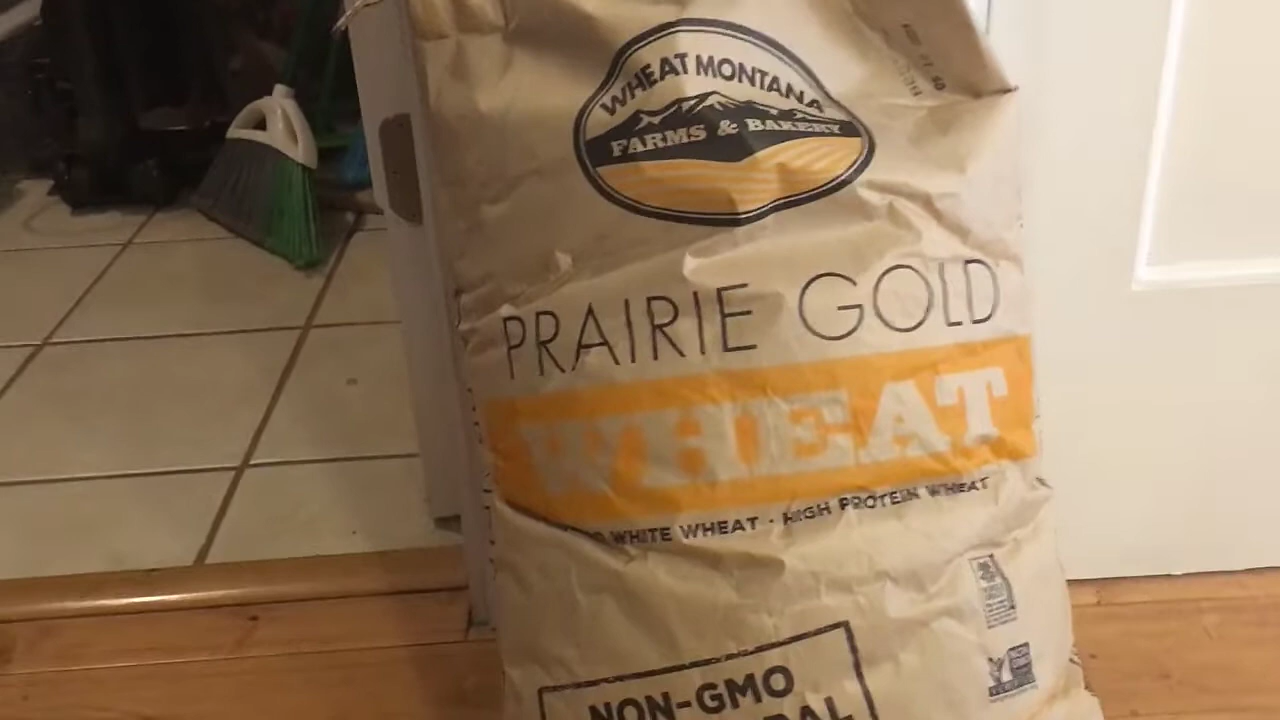 WHEAT MONTANA
FARMS & BAKERY
PRAIRIE GOLD
WHEAT
WHITE WHEAT · HIGH PROTEIN WHEAT
NON-GMO